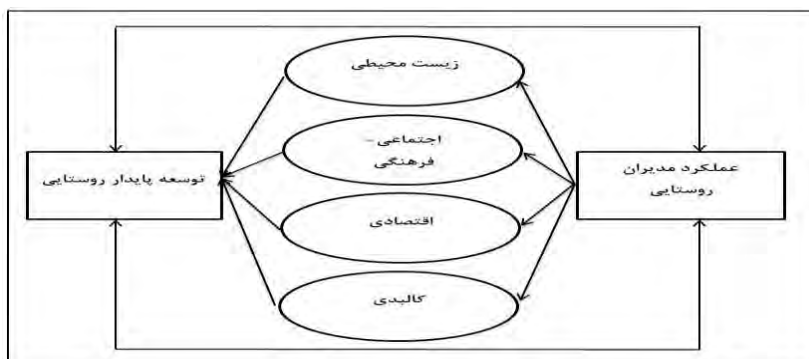 زیست محیطی
اجتماعی -
فرهنگی
عملکرد مدیران
روستایی
توسعه پایدار روستایی
اقتصادی
کالبدی